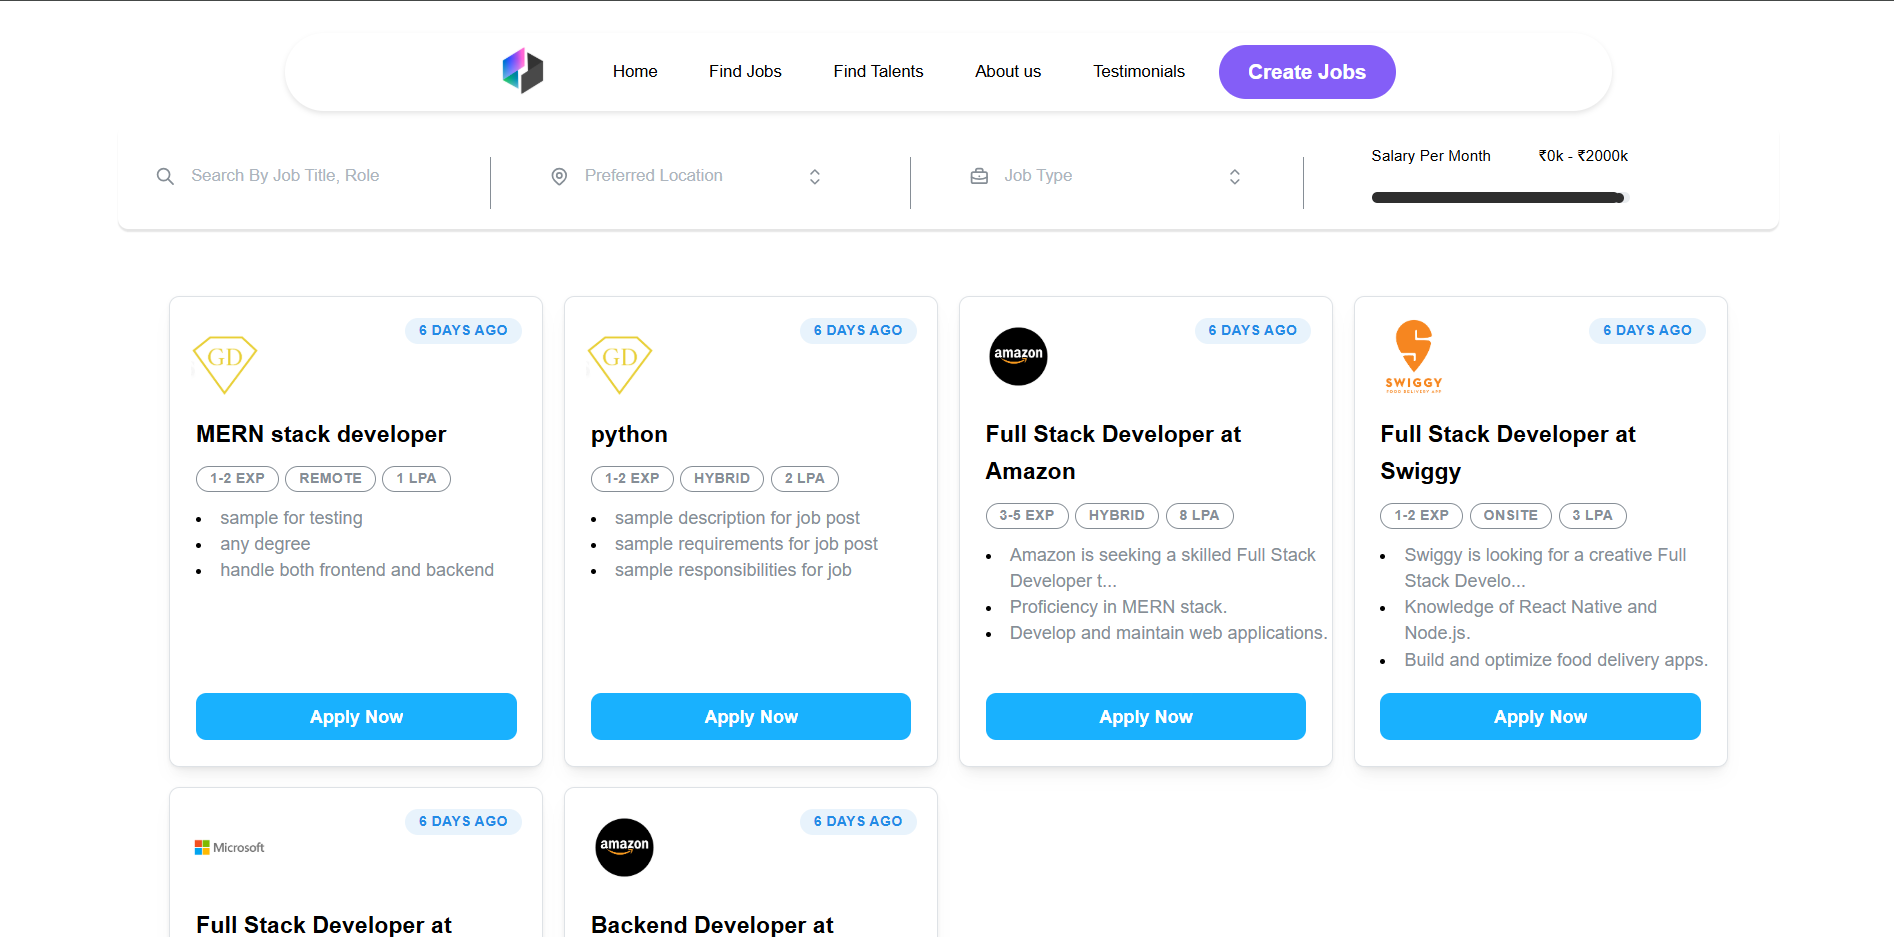 Home
Find Jobs
Find Talents
About us
Testimonials
Create Jobs
Search By Job Title, Role
Preferred Location
Job Type
Salary Per Month
₹0k - ₹2000k
6 DAYS AGO
GD
MERN stack developer
1-2 EXP
REMOTE
1 LPA
sample for testing
any degree
handle both frontend and backend
Apply Now
6 DAYS AGO
GD
python
1-2 EXP
HYBRID
2 LPA
sample description for job post
sample requirements for job post
sample responsibilities for job
Apply Now
6 DAYS AGO
amazon
Full Stack Developer at
Amazon
3-5 EXP
HYBRID
8 LPA
Amazon is seeking a skilled Full Stack
Developer t...
Proficiency in MERN stack.
Develop and maintain web applications.
Apply Now
6 DAYS AGO
SWIGGY
FOOD DELIVERY APP
Full Stack Developer at
Swiggy
1-2 EXP
ONSITE
3 LPA
Swiggy is looking for a creative Full
Stack Develo...
Knowledge of React Native and
Node.js.
Build and optimize food delivery apps.
Apply Now
6 DAYS AGO
Microsoft
Full Stack Developer at
6 DAYS AGO
amazon
Backend Developer at